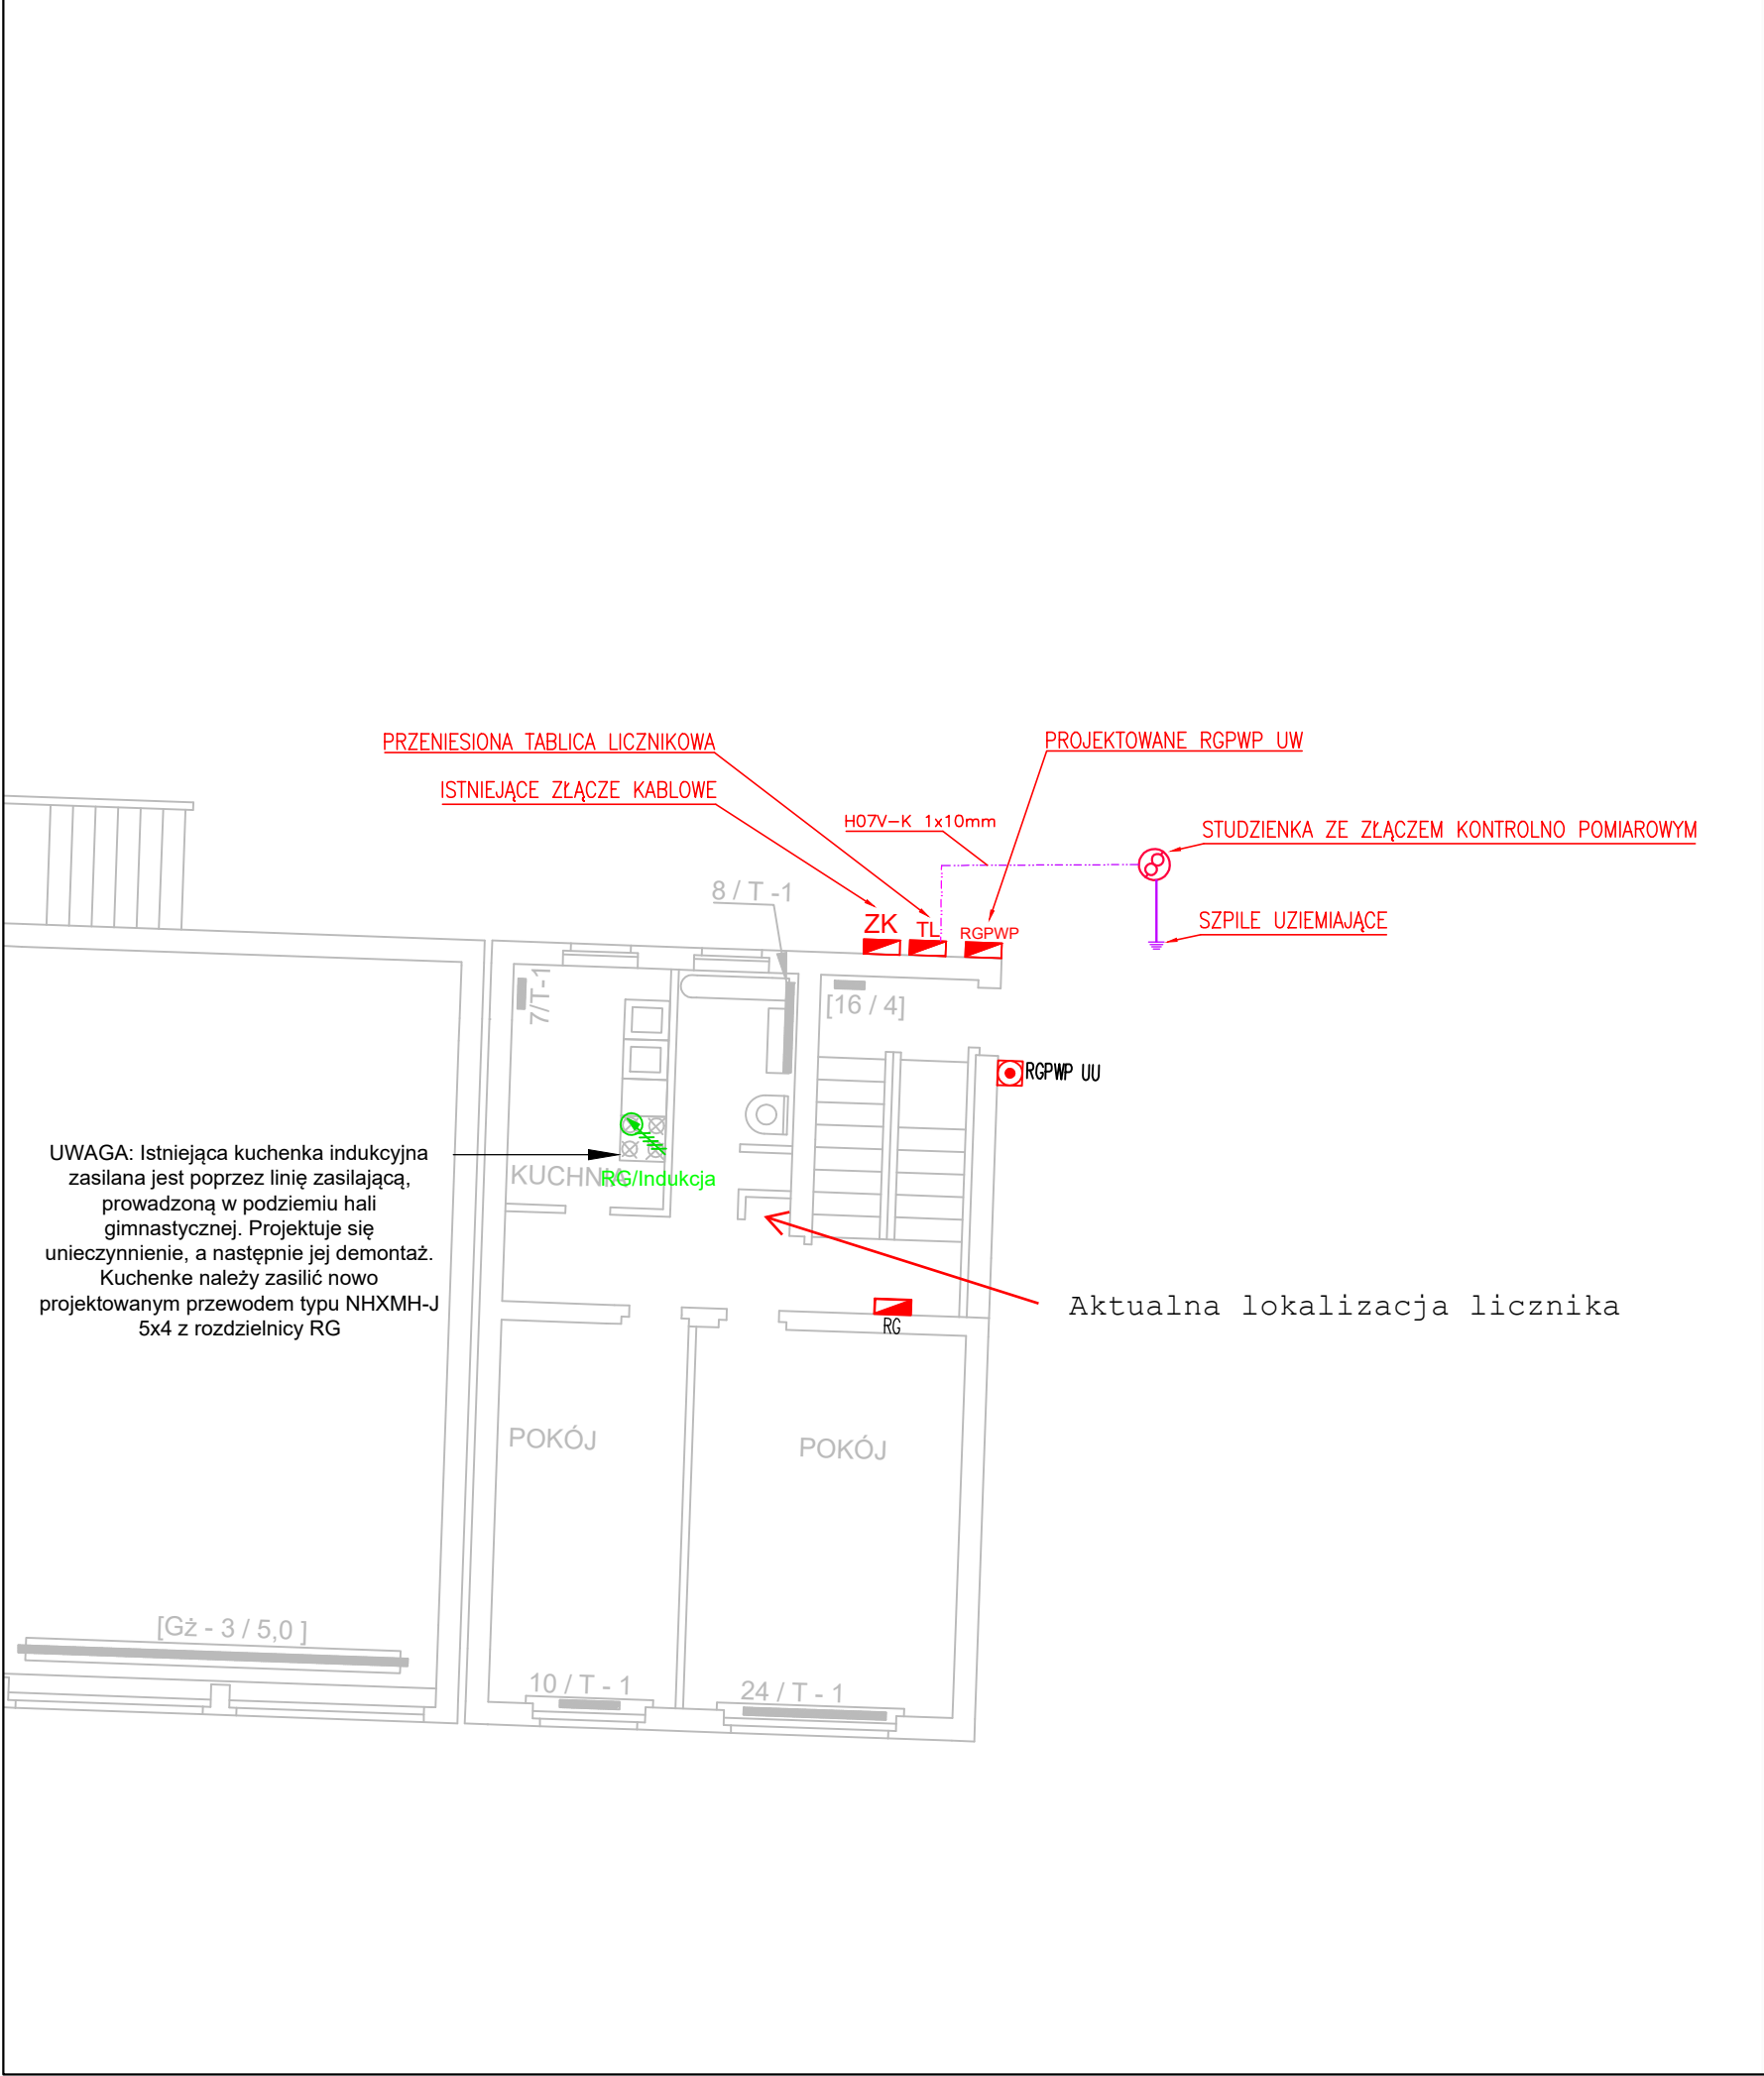 PRZENIESIONA TABLICA LICZNIKOWA
PROJEKTOWANE RGPWP UW
ISTNIEJĄCE ZŁĄCZE KABLOWE
H07V-K 1x10mm
STUDZIENKA ZE ZŁĄCZEM KONTROLNO POMIAROWYM
8 / T -1
ZK
TL
RGPWP
SZPILE UZIEMIAJĄCE
7/T-1
[16 / 4]
RGPWP UU
UWAGA: Istniejąca kuchenka indukcyjna
zasilana jest poprzez linię zasilającą,
prowadzoną w podziemiu hali
gimnastycznej. Projektuje się
unieczynnienie, a następnie jej demontaż.
Kuchenke należy zasilić nowo
projektowanym przewodem typu NHXMH-J
5x4 z rozdzielnicy RG
KUCHNIA
RG/Indukcja
Aktualna lokalizacja licznika
RG
POKÓJ
POKÓJ
[Gż - 3 / 5,0 ]
10 / T - 1
24 / T - 1